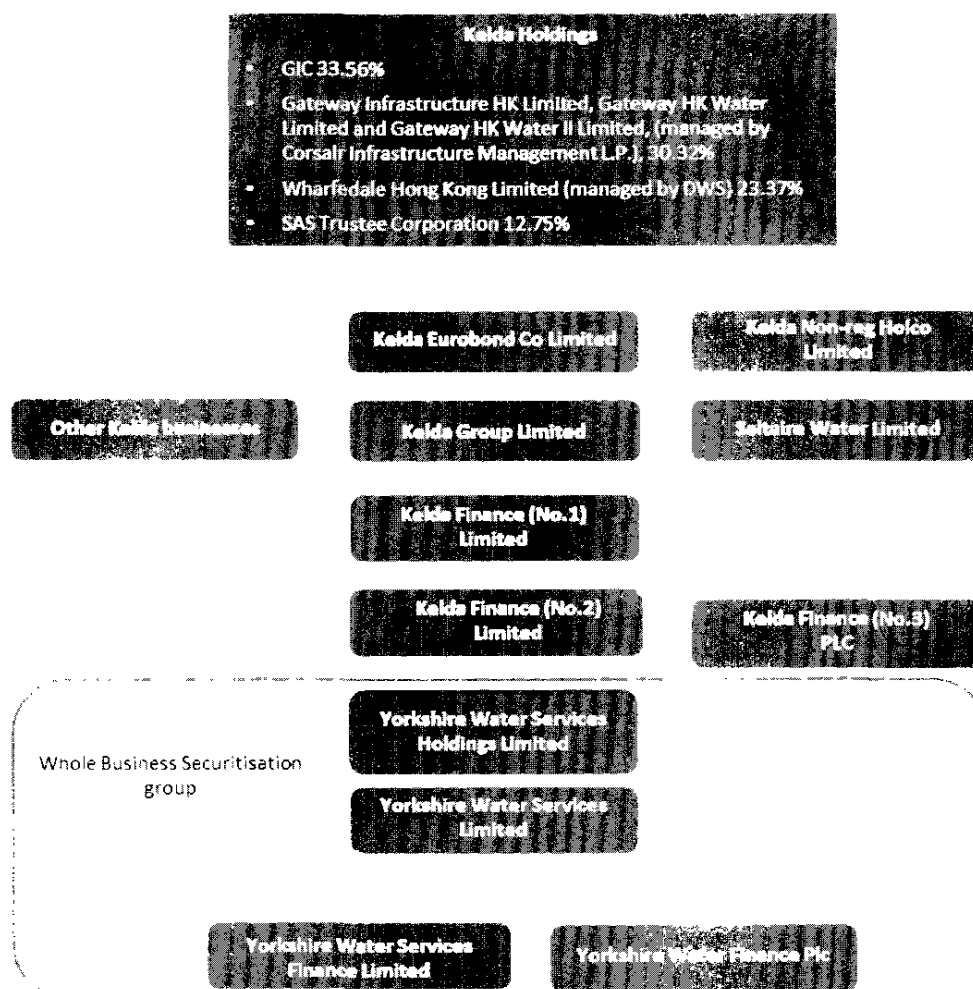 Kelda Holdings
• GIC 33.56%
• Gateway Infrastructure HK Limited, Gateway HK Water
Limited and Gateway HK Water II Limited, (managed by
Corsair Infrastructure Management L.P.), 30.32%
• Wharfedale Hong Kong Limited (managed by DWS) 23.37%
• SAS Trustee Corporation 12.75%
Kelda Eurobond Co Limited
Kelda Non-reg Holco
Limited
Other Kelda businesses
Kelda Group Limited
Saltaire Water Limited
Kelda Finance (No.1)
Limited
Kelda Finance (No.2)
Limited
Kelda Finance (No.3)
PLC
Yorkshire Water Services
Holdings Limited
Whole Business Securitisation
group
Yorkshire Water Services
Limited
Yorkshire Water Services
Finance Limited
Yorkshire Water Finance Plc